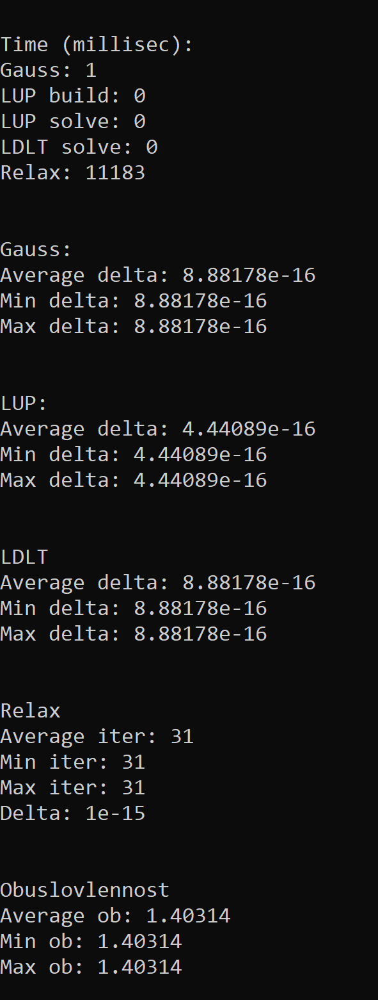 Time (millisec):
Gauss: 1
LUP build: 0
LUP solve: 0
LDLT solve: 0
Relax: 11183
Gauss:
Average delta: 8.88178e-16
Min delta: 8.88178e-16
Max delta: 8.88178e-16
LUP:
Average delta: 4.44089e-16
Min delta: 4.44089e-16
Max delta: 4.44089e-16
LDLT
Average delta: 8.88178e-16
Min delta: 8.88178e-16
Max delta: 8.88178e-16
Relax
Average iter: 31
Min iter: 31
Max iter: 31
Delta: 1e-15
Obuslovlennost
Average ob: 1.40314
Min ob: 1.40314
Max ob: 1.40314